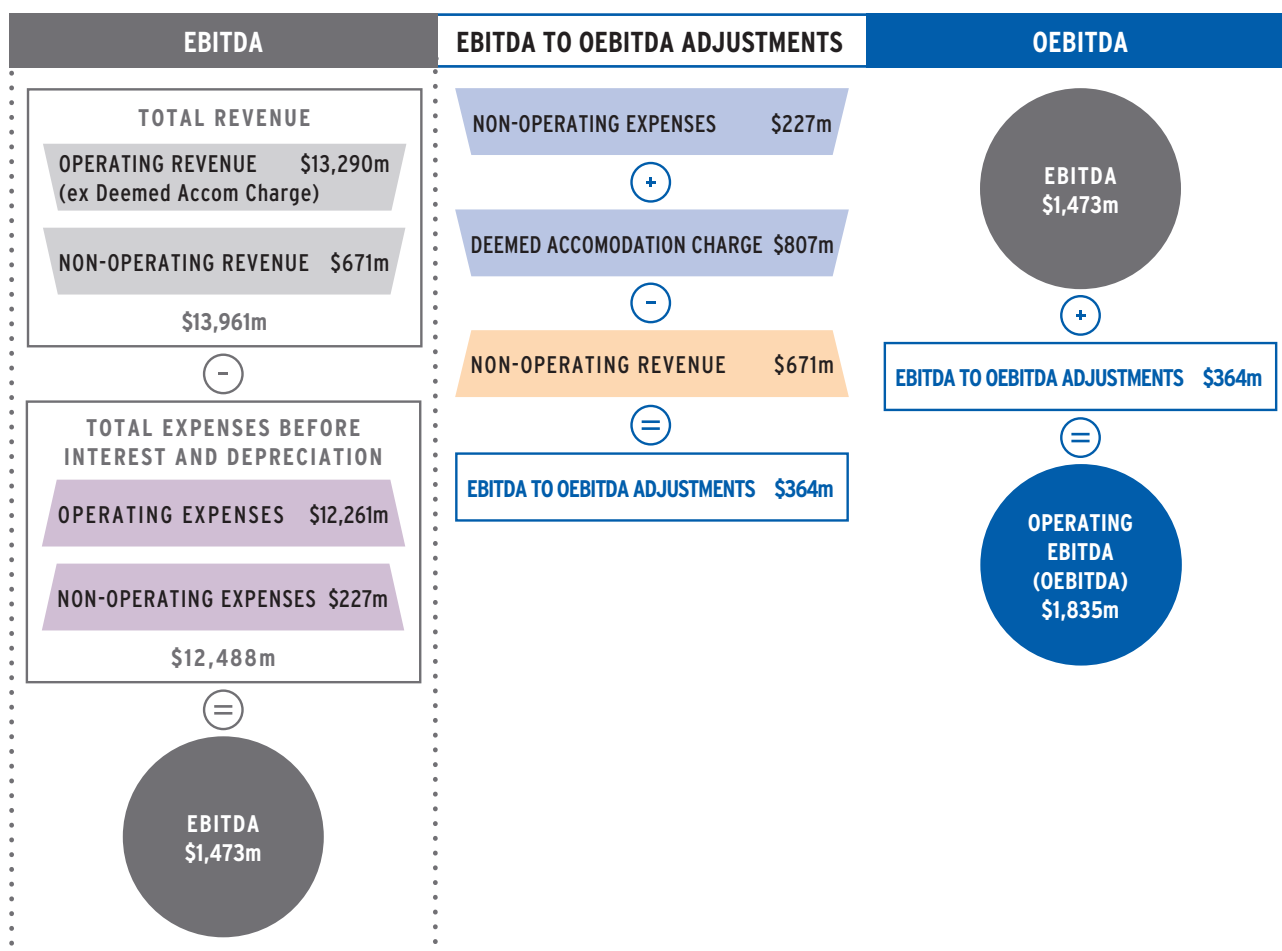 EBITDA
TOTAL REVENUE
OPERATING REVENUE $13,290m
(ex Deemed Accom Charge)
NON-OPERATING REVENUE $671m
$13,961m
-
TOTAL EXPENSES BEFORE
INTEREST AND DEPRECIATION
OPERATING EXPENSES $12,261m
NON-OPERATING EXPENSES $227m
$12,488m
=
EBITDA
$1,473m
EBITDA TO OEBITDA ADJUSTMENTS
NON-OPERATING EXPENSES $227m
+
DEEMED ACCOMODATION CHARGE $807m
-
NON-OPERATING REVENUE $671m
=
EBITDA TO OEBITDA ADJUSTMENTS $364m
OEBITDA
EBITDA
$1,473m
+
EBITDA TO OEBITDA ADJUSTMENTS $364m
=
OPERATING
EBITDA
(OEBITDA)
$1,835m